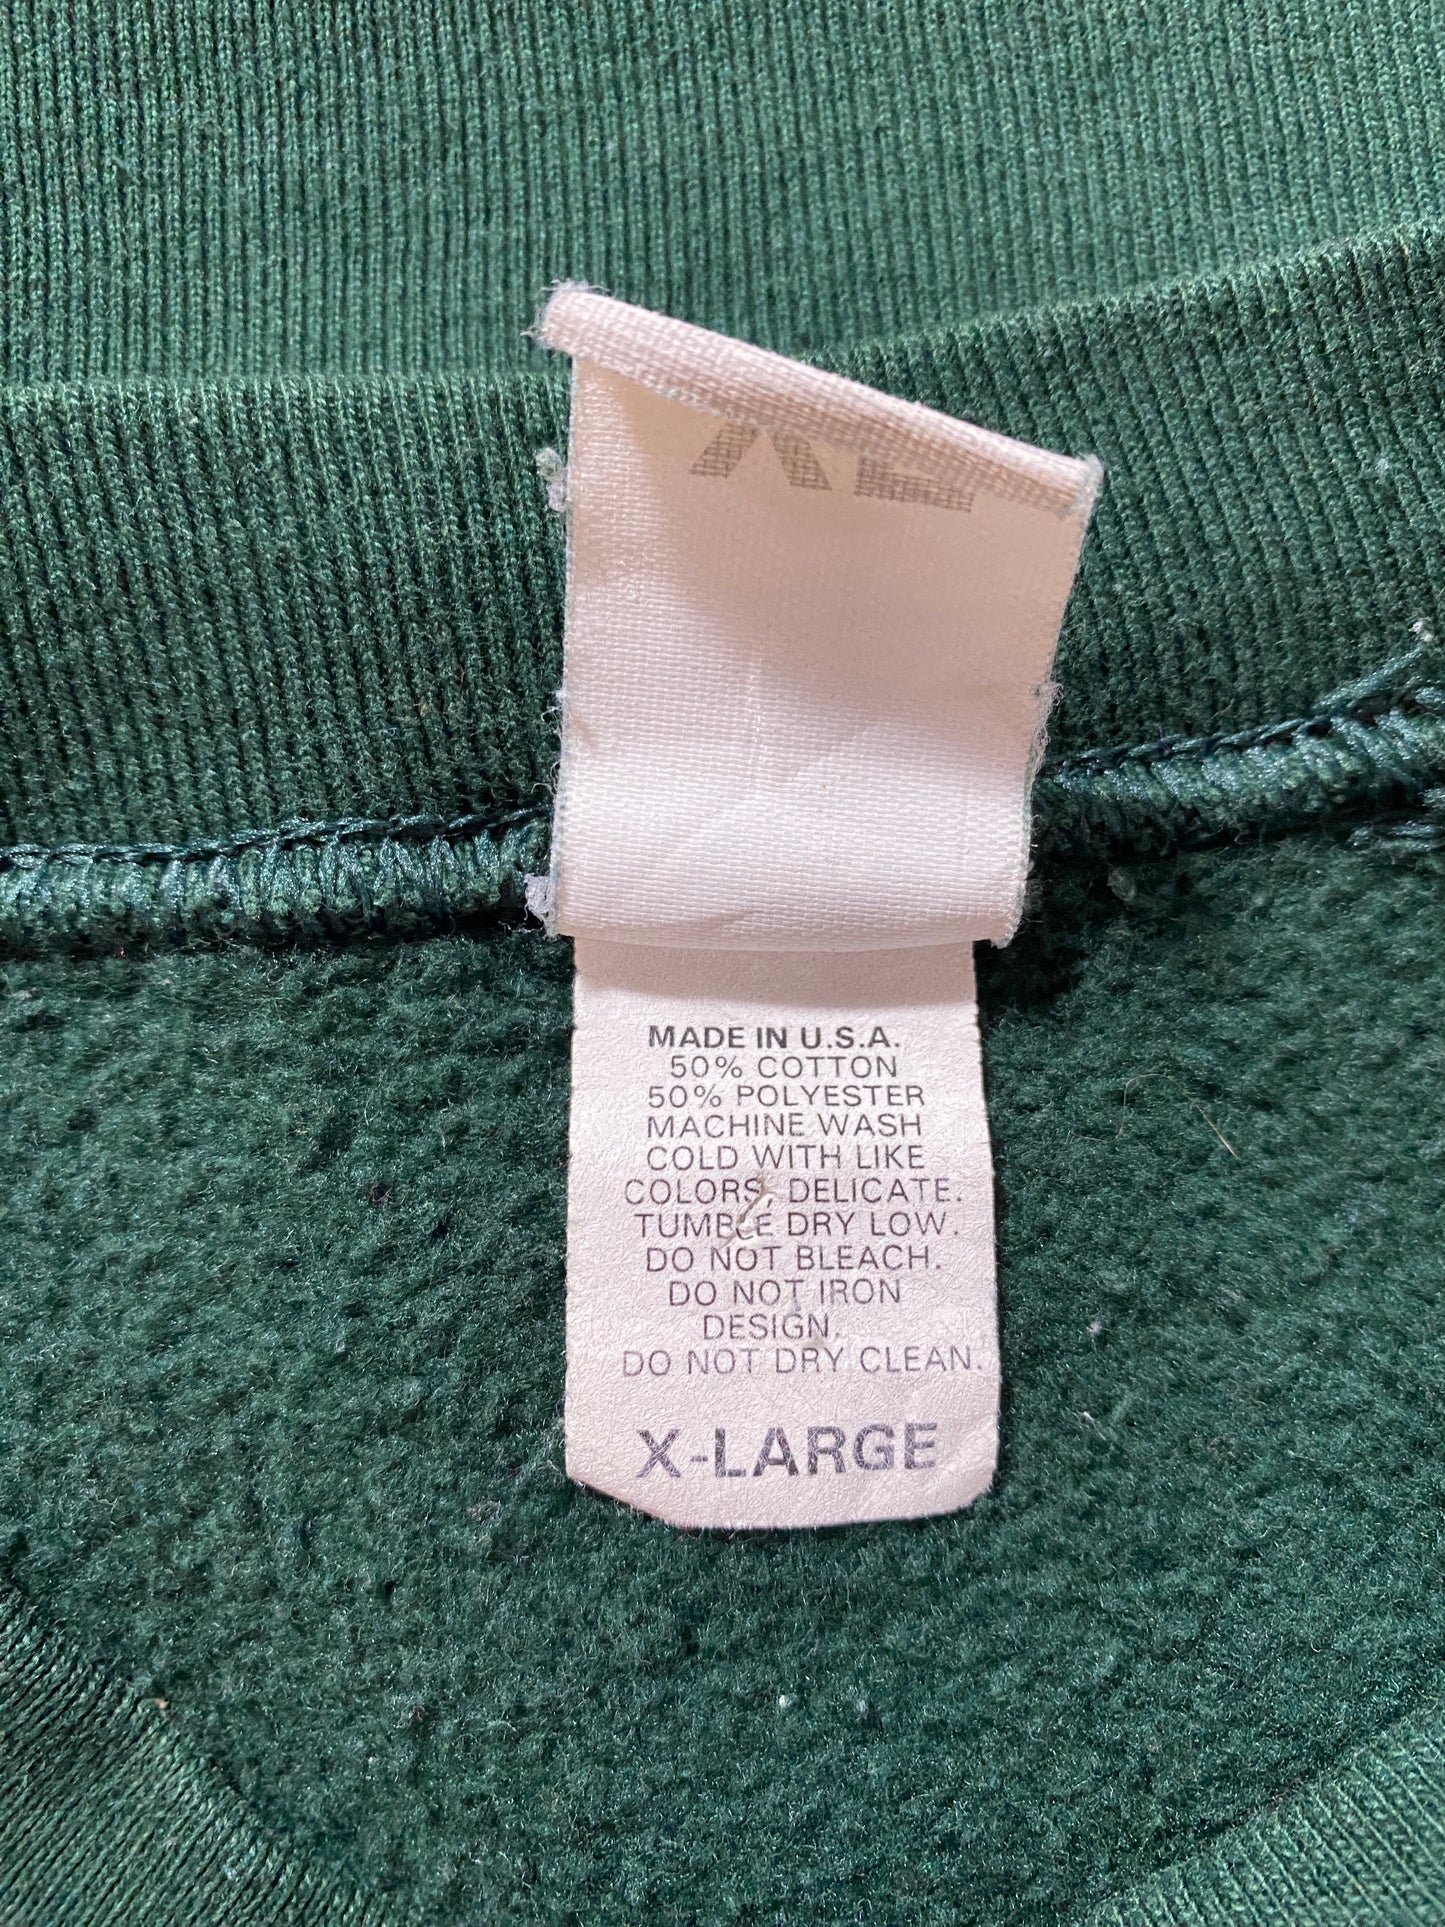 MADE IN U.S.A.
50% COTTON
50% POLYESTER
MACHINE WASH
COLD WITH LIKE
COLORS, DELICATE.
TUMBLE DRY LOW.
DO NOT BLEACH.
DO NOT IRON
DESIGN.
DO NOT DRY CLEAN.
X-LARGE